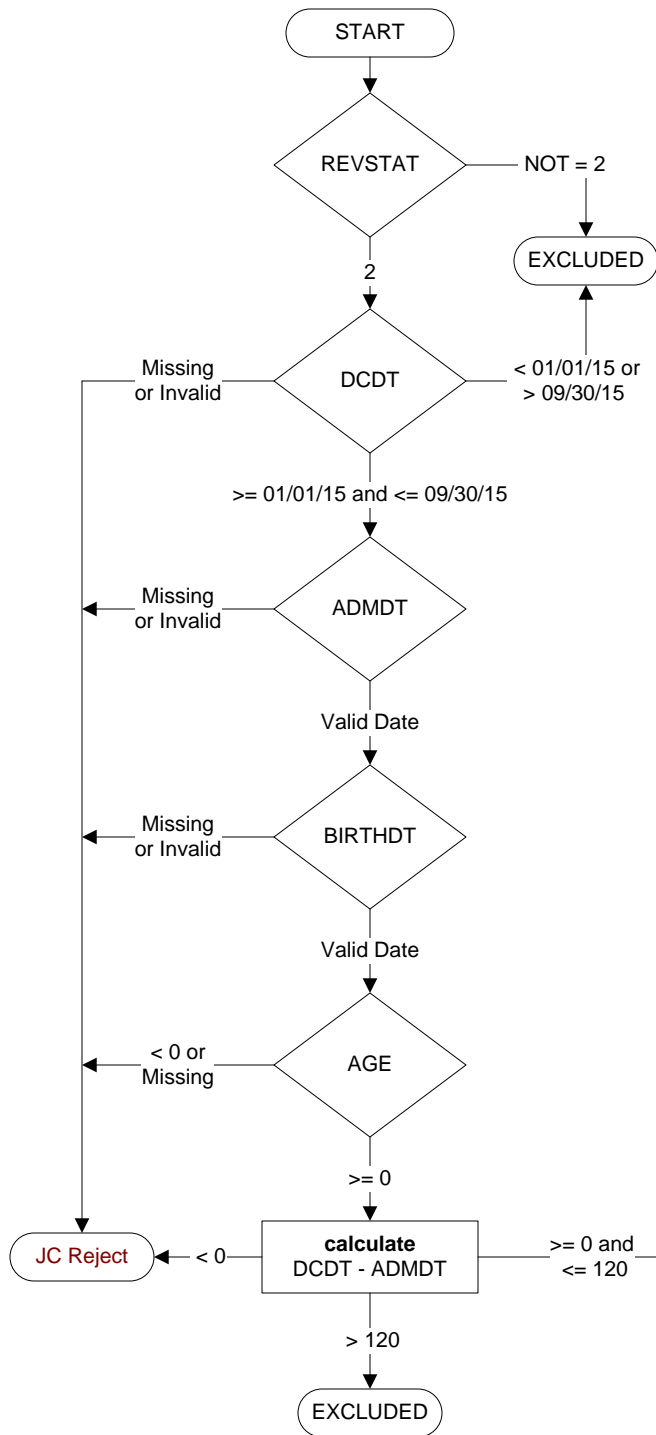 START
REVSTAT
NOT = 2
EXCLUDED
2
Missing
or Invalid
DCDT
< 01/01/15 or
> 09/30/15
>= 01/01/15 and <= 09/30/15
Missing
or Invalid
ADMDT
Valid Date
Missing
or Invalid
BIRTHDT
Valid Date
< 0 or
Missing
AGE
>= 0
JC Reject
< 0
calculate
DCDT - ADMDT
>= 0 and
<= 120
> 120
EXCLUDED